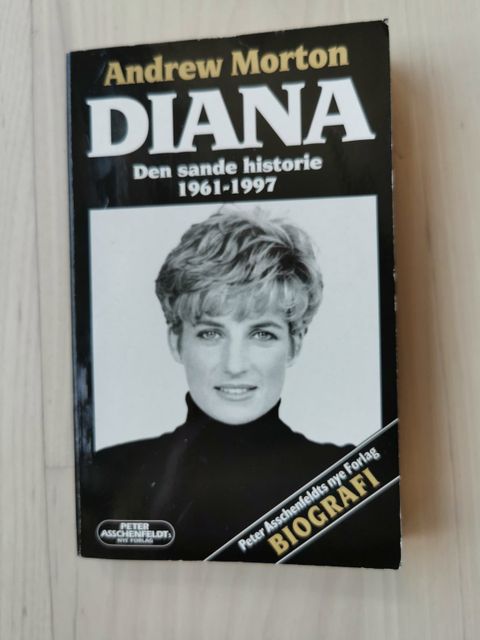 Andrew Morton
DIANA
Den sande historie
1961-1997
Peter Asschenfeldts nye Forlag
BIOGRAFI
PETER
ASSCHENFELDTs
NYE FORLAG